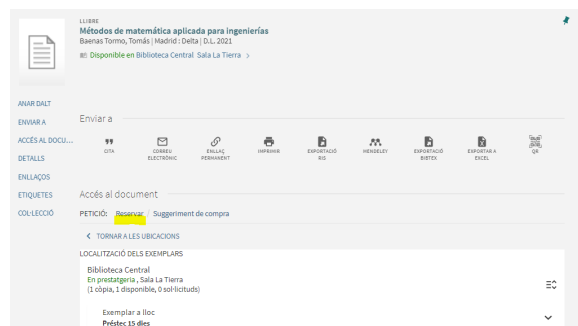 LLIBRE
Métodos de matemática aplicada para ingenierías
Baenas Tormo, Tomás | Madrid : Delta | D.L. 2021
Disponible en Biblioteca Central Sala La Tierra >
ANAR DALT
ENVIAR A
ACCÉS AL DOCU...
DETALLS
ENLLAÇOS
ETIQUETES
COL·LECCIÓ
Enviar a
CITA
CORREU ELECTRÒNIC
ENLLAÇ PERMANENT
IMPRIMIR
EXPORTACIÓ RIS
MENDELEY
EXPORTACIÓ BIBTEX
EXPORTAR A EXCEL
QR
Accés al document
PETICIÓ: Reservar Suggeriment de compra
< TORNAR A LES UBICACIONS
LOCALITZACIÓ DELS EXEMPLARS
Biblioteca Central
En prestatgeria , Sala La Tierra
(1 còpia, 1 disponible, 0 sol·licituds)
Exemplar a lloc
Préstec 15 dies